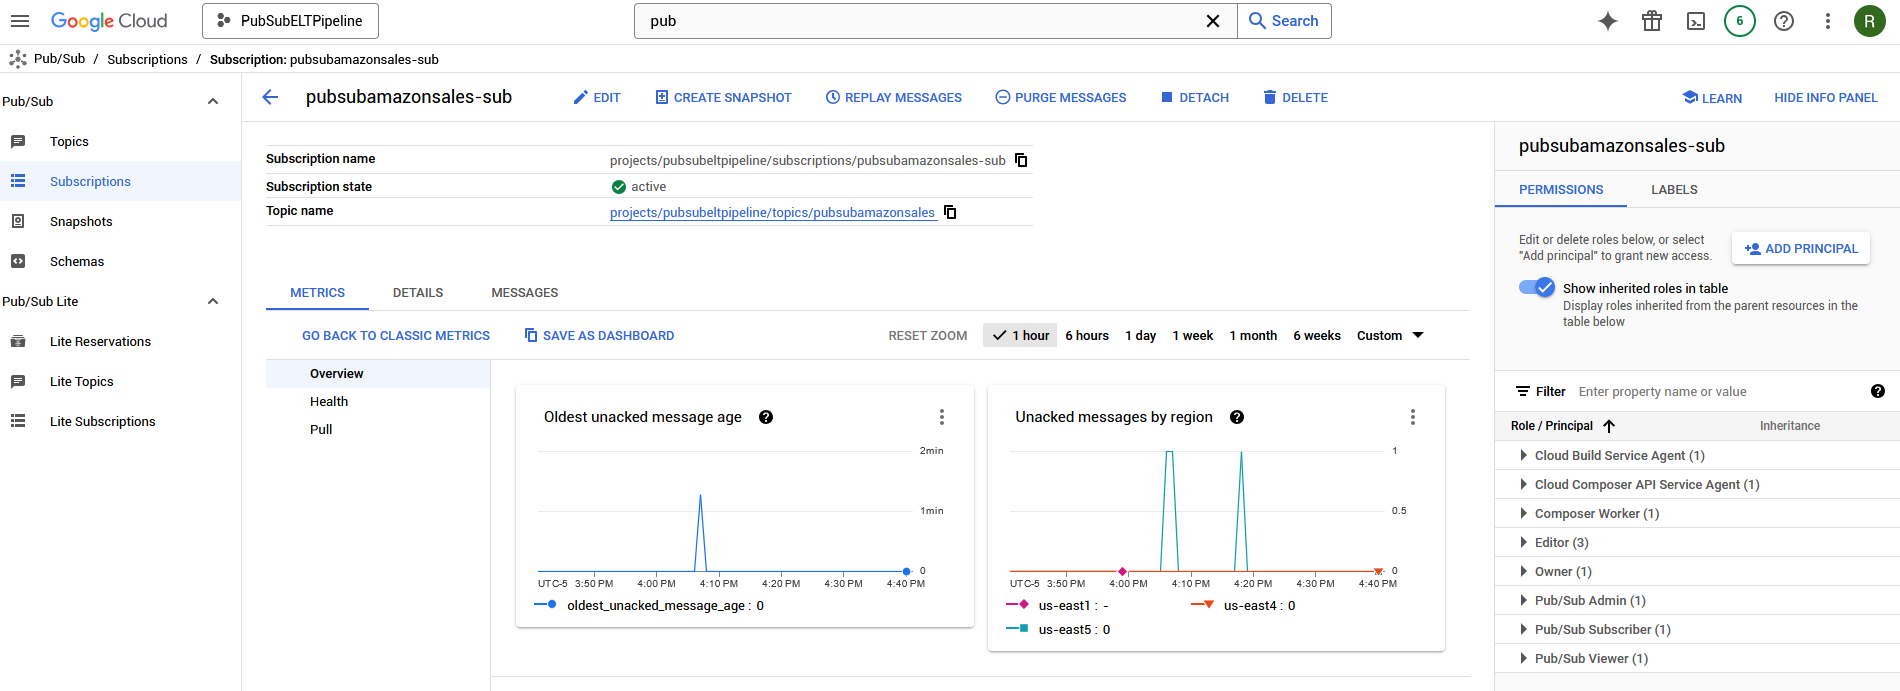 Google Cloud
PubSubELTPipeline
pub
Search
6
R
Pub/Sub / Subscriptions / Subscription: pubsubamazonsales-sub
Pub/Sub
Topics
Subscriptions
Snapshots
Schemas
Pub/Sub Lite
Lite Reservations
Lite Topics
Lite Subscriptions
pubsubamazonsales-sub
EDIT
CREATE SNAPSHOT
REPLAY MESSAGES
PURGE MESSAGES
DETACH
DELETE
LEARN
HIDE INFO PANEL
Subscription name projects/pubsubeltpipeline/subscriptions/pubsubamazonsales-sub
Subscription state active
Topic name projects/pubsubeltpipeline/topics/pubsubamazonsales
METRICS DETAILS MESSAGES
GO BACK TO CLASSIC METRICS SAVE AS DASHBOARD RESET ZOOM 1 hour 6 hours 1 day 1 week 1 month 6 weeks Custom
Overview
Health
Pull
Oldest unacked message age
2min
1min
0
UTC-5 3:50 PM 4:00 PM 4:10 PM 4:20 PM 4:30 PM 4:40 PM
oldest_unacked_message_age : 0
Unacked messages by region
1
0.5
0
UTC-5 3:50 PM 4:00 PM 4:10 PM 4:20 PM 4:30 PM 4:40 PM
us-east1 : - us-east4 : 0
us-east5 : 0
pubsubamazonsales-sub
PERMISSIONS LABELS
Edit or delete roles below, or select
"Add principal" to grant new access.
ADD PRINCIPAL
Show inherited roles in table
Display roles inherited from the parent resources in the
table below
Filter Enter property name or value
Role / Principal Inheritance
Cloud Build Service Agent (1)
Cloud Composer API Service Agent (1)
Composer Worker (1)
Editor (3)
Owner (1)
Pub/Sub Admin (1)
Pub/Sub Subscriber (1)
Pub/Sub Viewer (1)